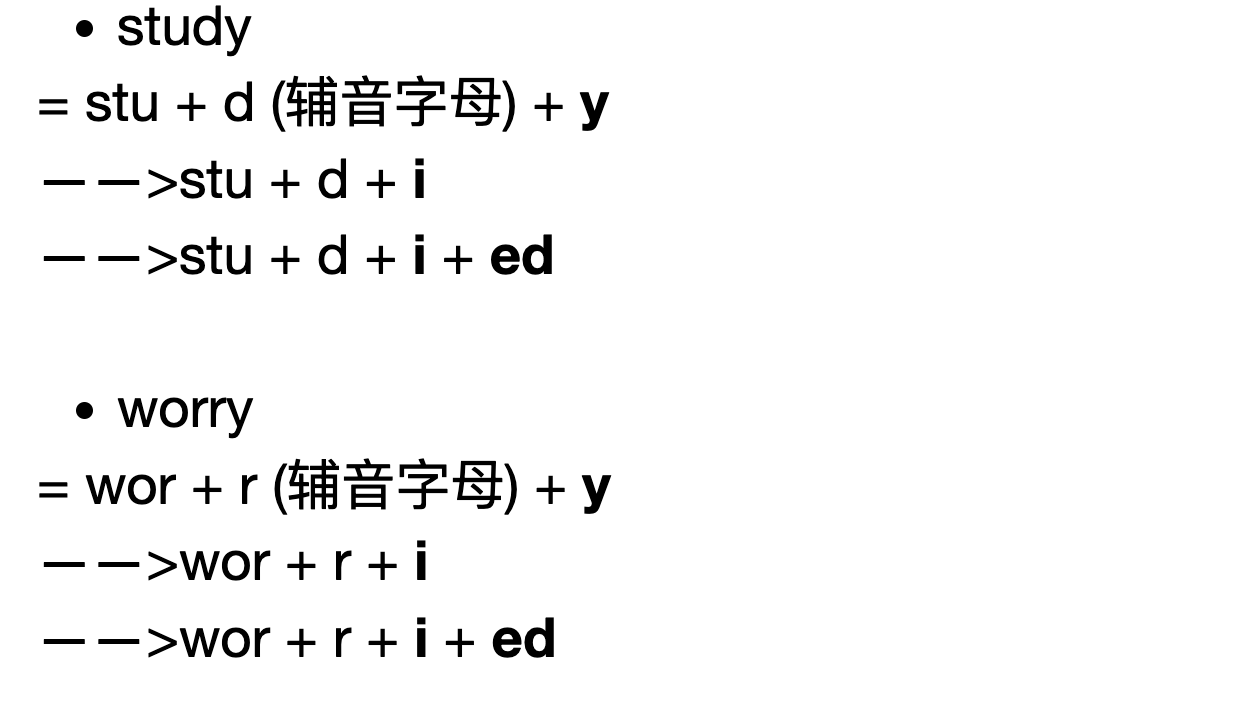 • study
= stu + d (辅音字母) + y
——>stu + d + i
——>stu + d + i + ed
• worry
= wor + r (辅音字母) + y
——>wor + r + i
——>wor + r + i + ed